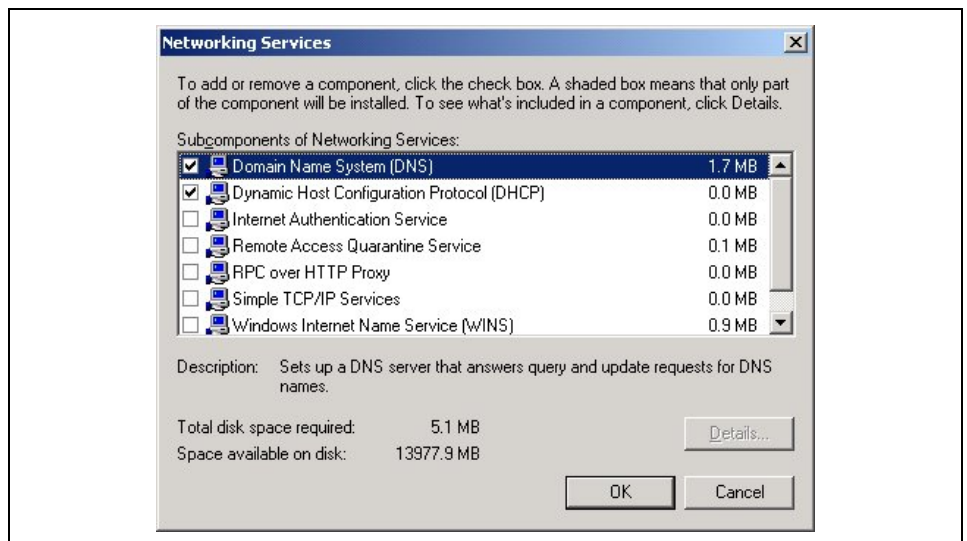 Networking Services
To add or remove a component, click the check box. A shaded box means that only part
of the component will be installed. To see what's included in a component, click Details.
Subcomponents of Networking Services:
Domain Name System (DNS) 1.7 MB
Dynamic Host Configuration Protocol (DHCP) 0.0 MB
Internet Authentication Service 0.0 MB
Remote Access Quarantine Service 0.1 MB
RPC over HTTP Proxy 0.0 MB
Simple TCP/IP Services 0.0 MB
Windows Internet Name Service (WINS) 0.9 MB
Description: Sets up a DNS server that answers query and update requests for DNS
names.
Total disk space required: 5.1 MB
Details...
Space available on disk: 13977.9 MB
OK Cancel